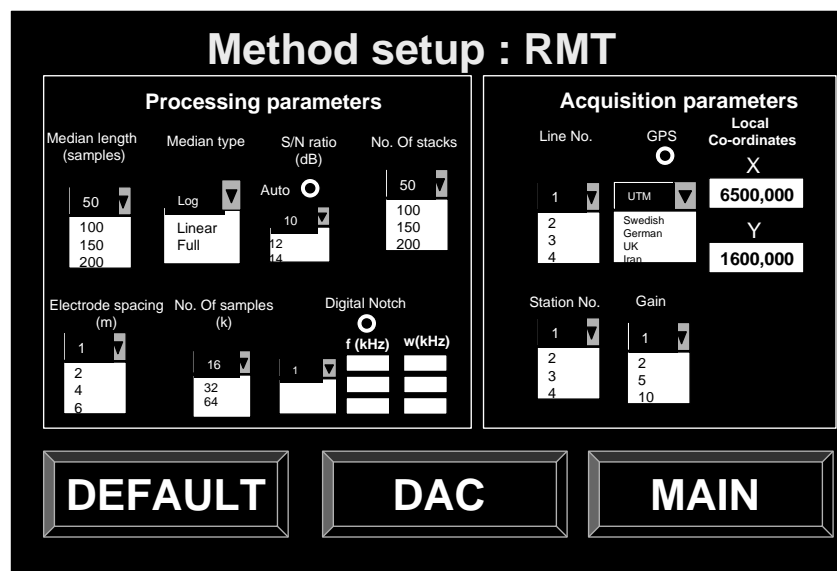 Method setup : RMT
Processing parameters
Median length
(samples)
50
100
150
200
Median type
Log
Linear
Full
S/N ratio
(dB)
Auto
10
12
14
No. Of stacks
50
100
150
200
Electrode spacing
(m)
1
2
4
6
No. Of samples
(k)
16
32
64
Digital Notch
1
f (kHz)
w(kHz)
Acquisition parameters
Line No.
1
2
3
4
GPS
UTM
Swedish
German
UK
Iran
Local
Co-ordinates
X
6500,000
Y
1600,000
Station No.
1
2
3
4
Gain
1
2
5
10
DEFAULT
DAC
MAIN